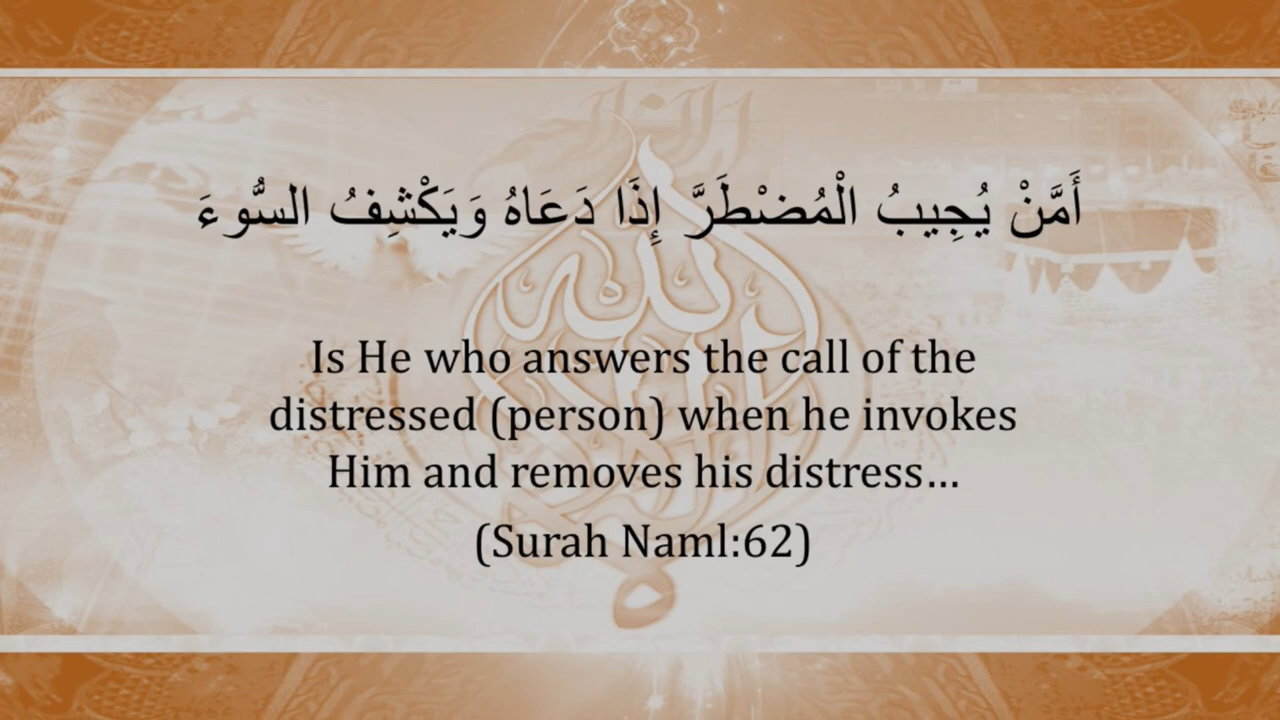 أَمَّنْ يُجِيبُ الْمُضْطَرَّ إِذَا دَعَاهُ وَيَكْشِفُ السُّوءَ
Is He who answers the call of the
distressed (person) when he invokes
Him and removes his distress…
(Surah Naml:62)